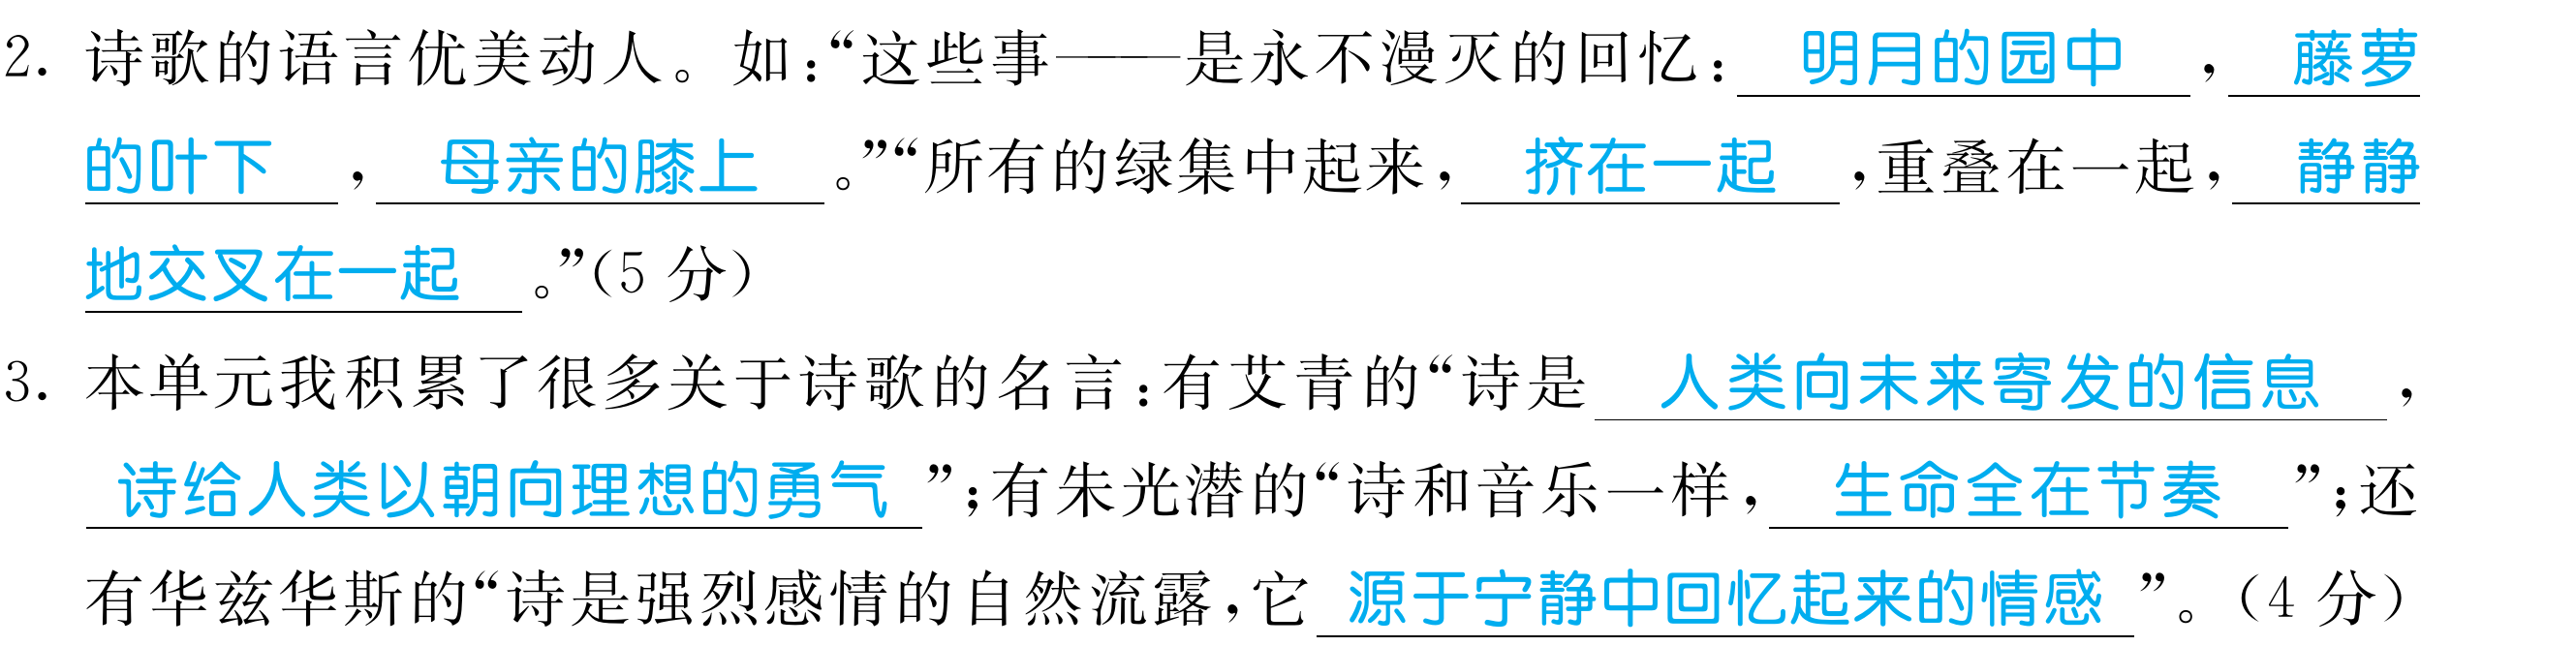 2. 诗歌的语言优美动人。如:“这些事——是永不漫灭的回忆: 明月的园中 , 藤萝
的叶下 , 母亲的膝上 。”“所有的绿集中起来, 挤在一起 ,重叠在一起, 静静
地交叉在一起 。”(5 分)
3. 本单元我积累了很多关于诗歌的名言:有艾青的“诗是 人类向未来寄发的信息 ,
诗给人类以朝向理想的勇气 ”;有朱光潜的“诗和音乐一样, 生命全在节奏 ”;还
有华兹华斯的“诗是强烈感情的自然流露,它 源于宁静中回忆起来的情感 ”。(4 分)